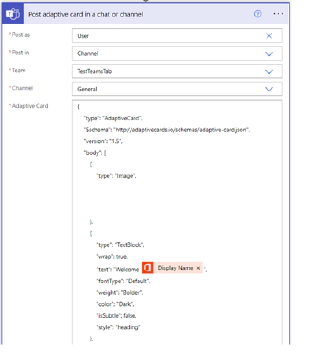 Post adaptive card in a chat or channel
* Post as
User
* Post in
Channel
* Team
TestTeamsTab
* Channel
General
* Adaptive Card
{
"type": "AdaptiveCard",
"$schema": "http://adaptivecards.io/schemas/adaptive-card.json",
"version": "1.5",
"body": [
{
"type": "Image",
},
{
"type": "TextBlock",
"wrap": true,
"text": "Welcome Display Name × ",
"fontType": "Default",
"weight": "Bolder",
"color": "Dark",
"isSubtle": false,
"style": "heading"
},